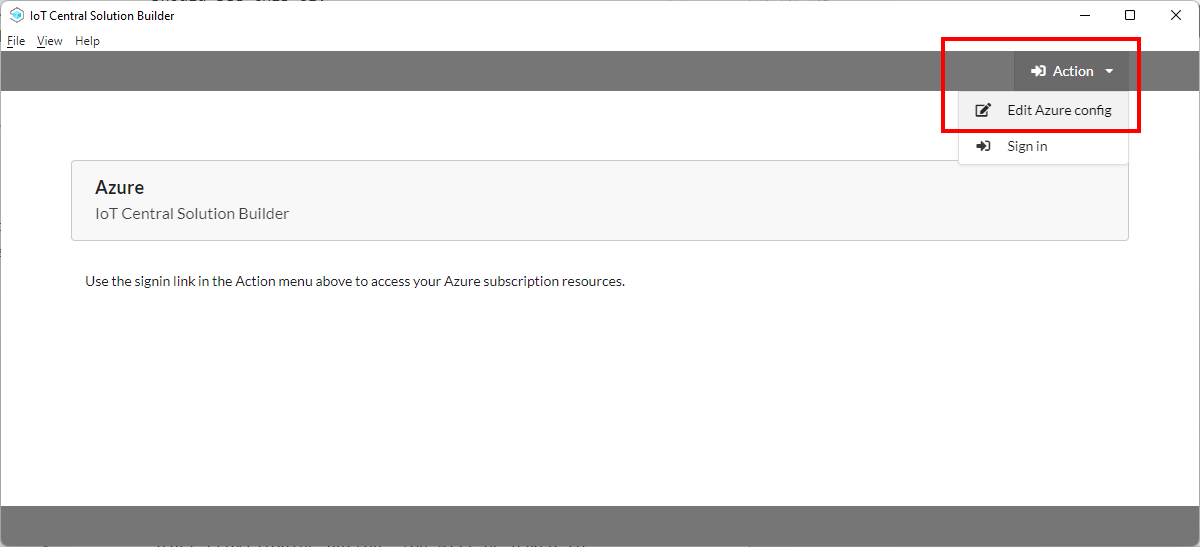 IoT Central Solution Builder
File View Help
Action
Edit Azure config
Sign in
Azure
IoT Central Solution Builder
Use the signin link in the Action menu above to access your Azure subscription resources.